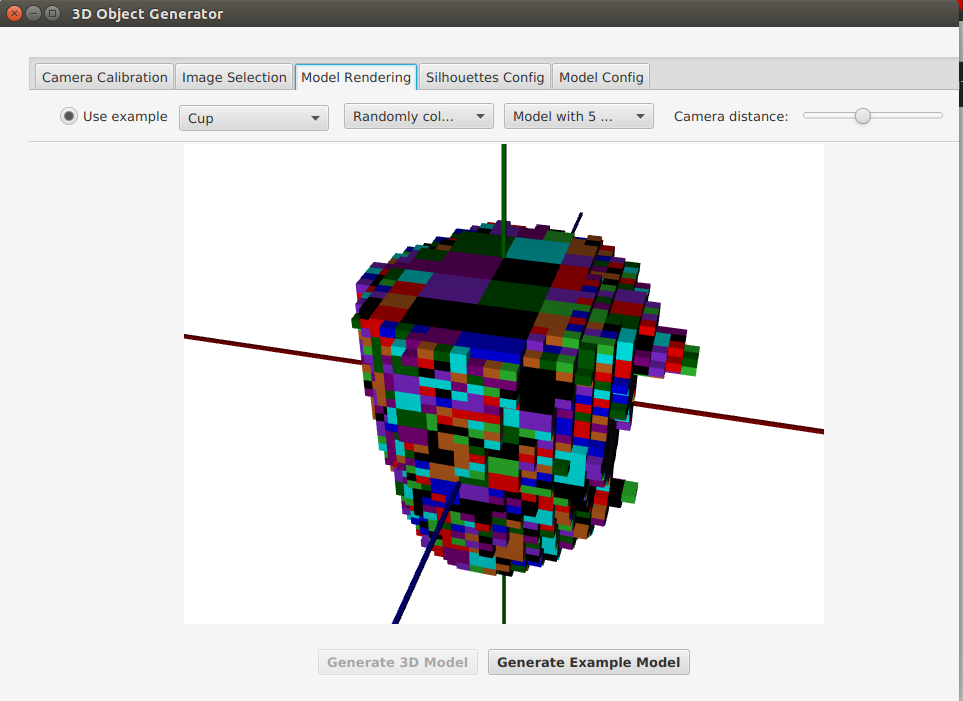 3D Object Generator
Camera Calibration Image Selection Model Rendering Silhouettes Config Model Config
Use example Cup Randomly col... Model with 5 ... Camera distance:
Generate 3D Model Generate Example Model